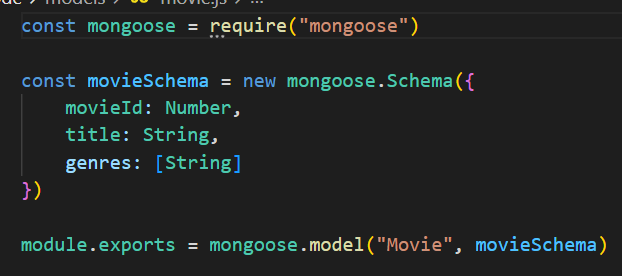 models > movie.js > ...
const mongoose = require("mongoose")
const movieSchema = new mongoose.Schema({
    movieId: Number,
    title: String,
    genres: [String]
})
module.exports = mongoose.model("Movie", movieSchema)